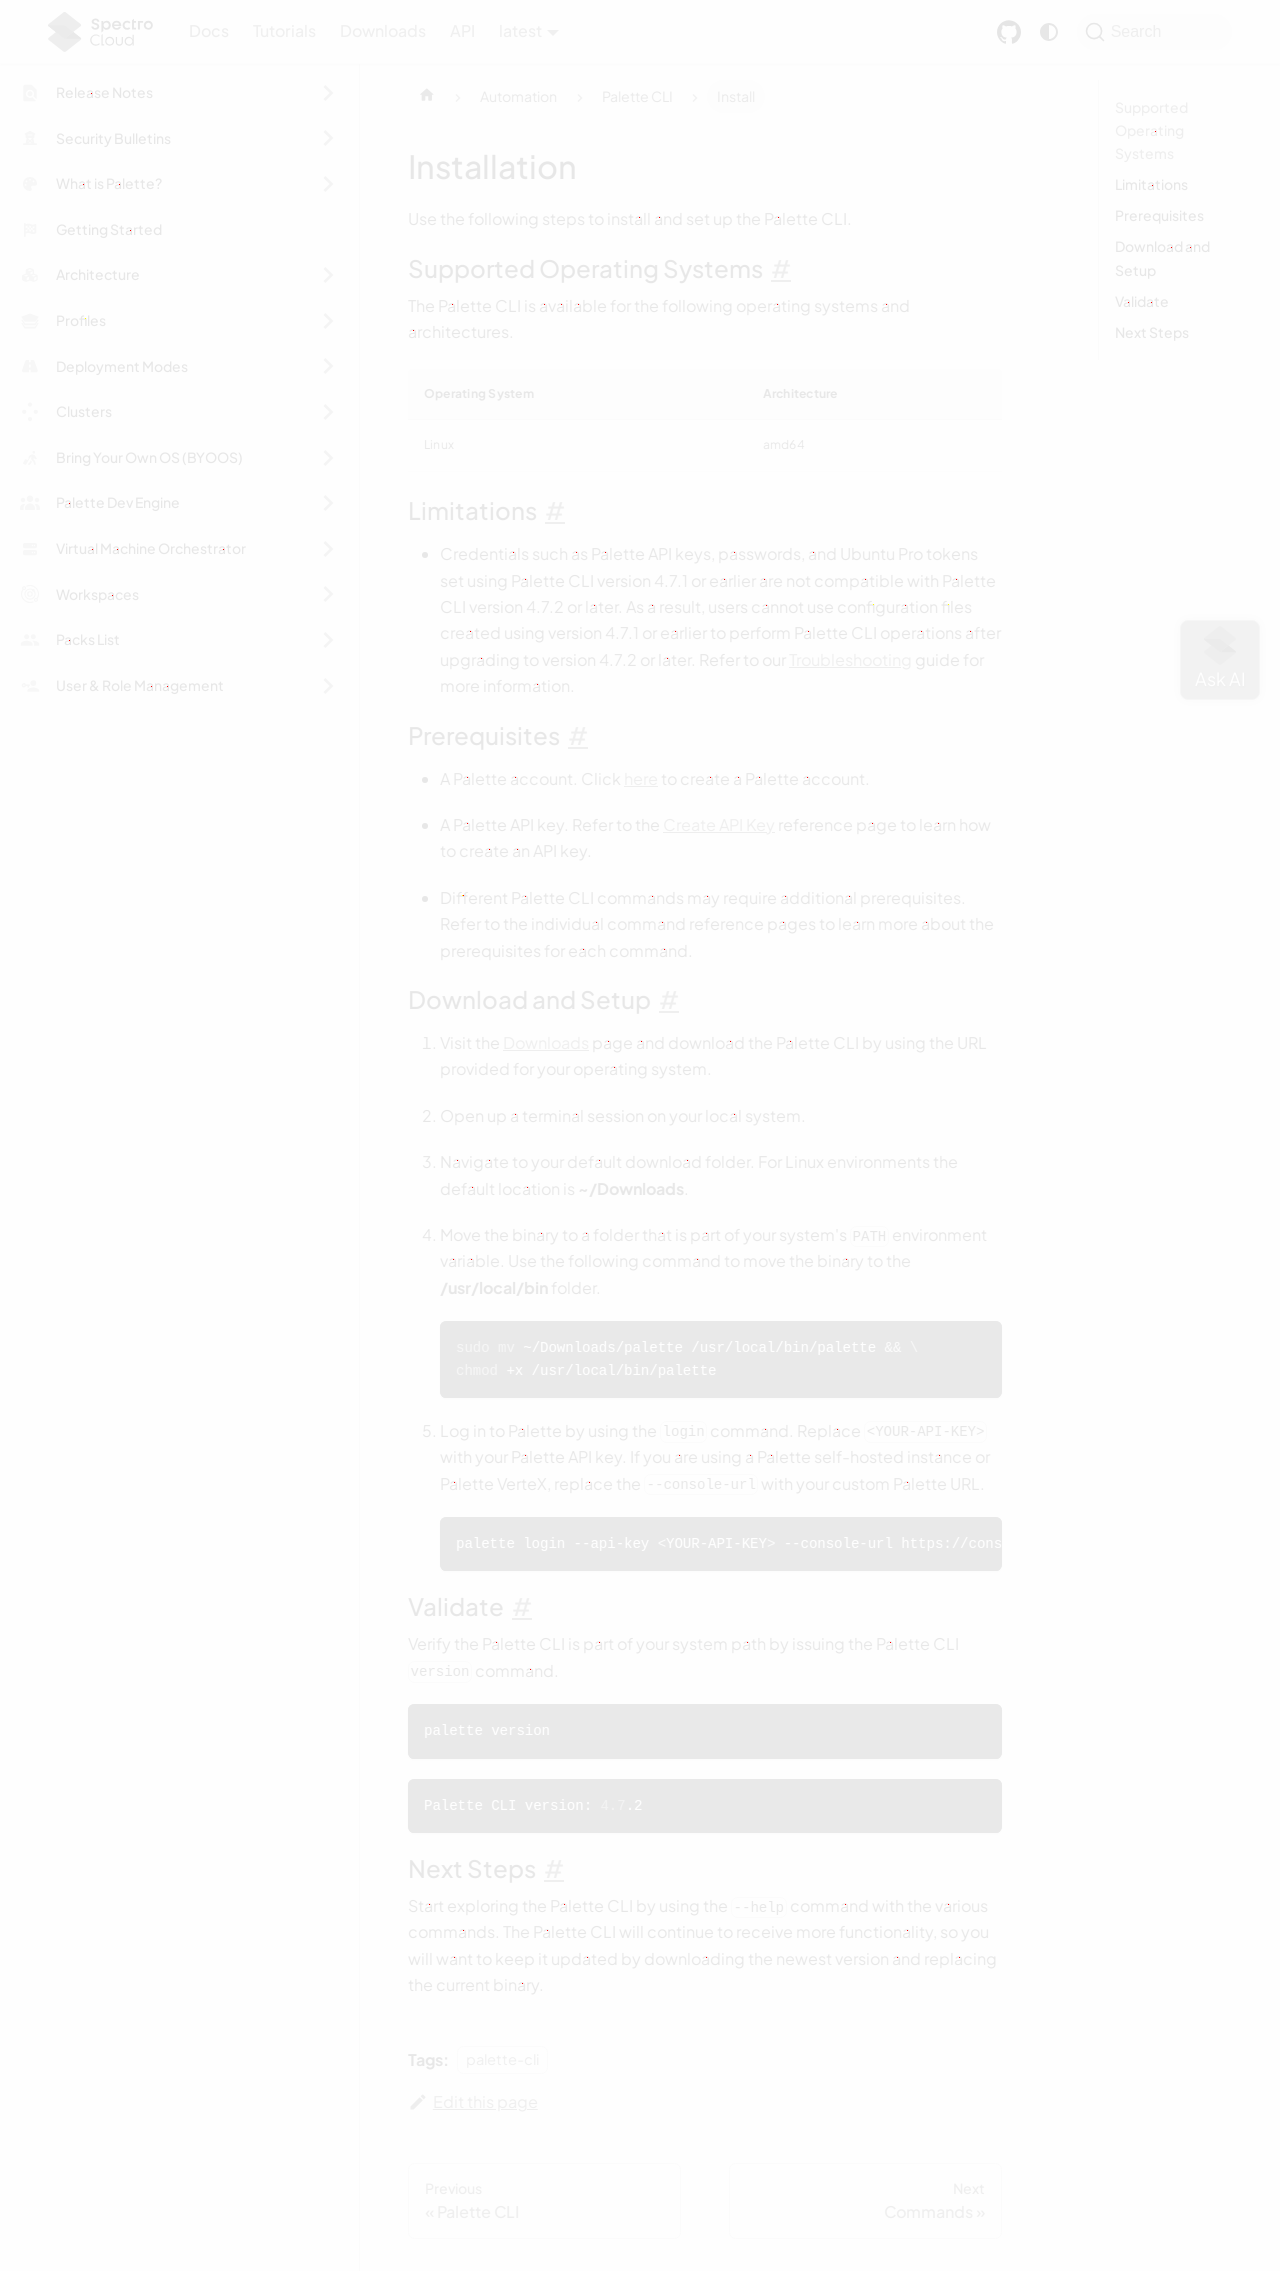 Spectro Cloud
Docs
Tutorials
Downloads
API
latest
Search
Release Notes
Security Bulletins
What is Palette?
Getting Started
Architecture
Profiles
Deployment Modes
Clusters
Bring Your Own OS (BYOOS)
Palette Dev Engine
Virtual Machine Orchestrator
Workspaces
Packs List
User & Role Management
Automation
Palette CLI
Install
Installation
Use the following steps to install and set up the Palette CLI.
Supported Operating Systems #
The Palette CLI is available for the following operating systems and
architectures.
Operating System Architecture
Linux amd64
Limitations #
• Credentials such as Palette API keys, passwords, and Ubuntu Pro tokens
set using Palette CLI version 4.7.1 or earlier are not compatible with Palette
CLI version 4.7.2 or later. As a result, users cannot use configuration files
created using version 4.7.1 or earlier to perform Palette CLI operations after
upgrading to version 4.7.2 or later. Refer to our Troubleshooting guide for
more information.
Prerequisites #
• A Palette account. Click here to create a Palette account.
• A Palette API key. Refer to the Create API Key reference page to learn how
to create an API key.
• Different Palette CLI commands may require additional prerequisites.
Refer to the individual command reference pages to learn more about the
prerequisites for each command.
Download and Setup #
1. Visit the Downloads page and download the Palette CLI by using the URL
provided for your operating system.
2. Open up a terminal session on your local system.
3. Navigate to your default download folder. For Linux environments the
default location is ~/Downloads.
4. Move the binary to a folder that is part of your system's PATH environment
variable. Use the following command to move the binary to the
/usr/local/bin folder.
sudo mv ~/Downloads/palette /usr/local/bin/palette && \
chmod +x /usr/local/bin/palette
5. Log in to Palette by using the login command. Replace <YOUR-API-KEY>
with your Palette API key. If you are using a Palette self-hosted instance or
Palette VerteX, replace the --console-url with your custom Palette URL.
palette login --api-key <YOUR-API-KEY> --console-url https://cons
Validate #
Verify the Palette CLI is part of your system path by issuing the Palette CLI
version command.
palette version
Palette CLI version: 4.7.2
Next Steps #
Start exploring the Palette CLI by using the --help command with the various
commands. The Palette CLI will continue to receive more functionality, so you
will want to keep it updated by downloading the newest version and replacing
the current binary.
Tags: palette-cli
Edit this page
Previous
« Palette CLI
Next
Commands »
Supported
Operating
Systems
Limitations
Prerequisites
Download and
Setup
Validate
Next Steps
Ask AI